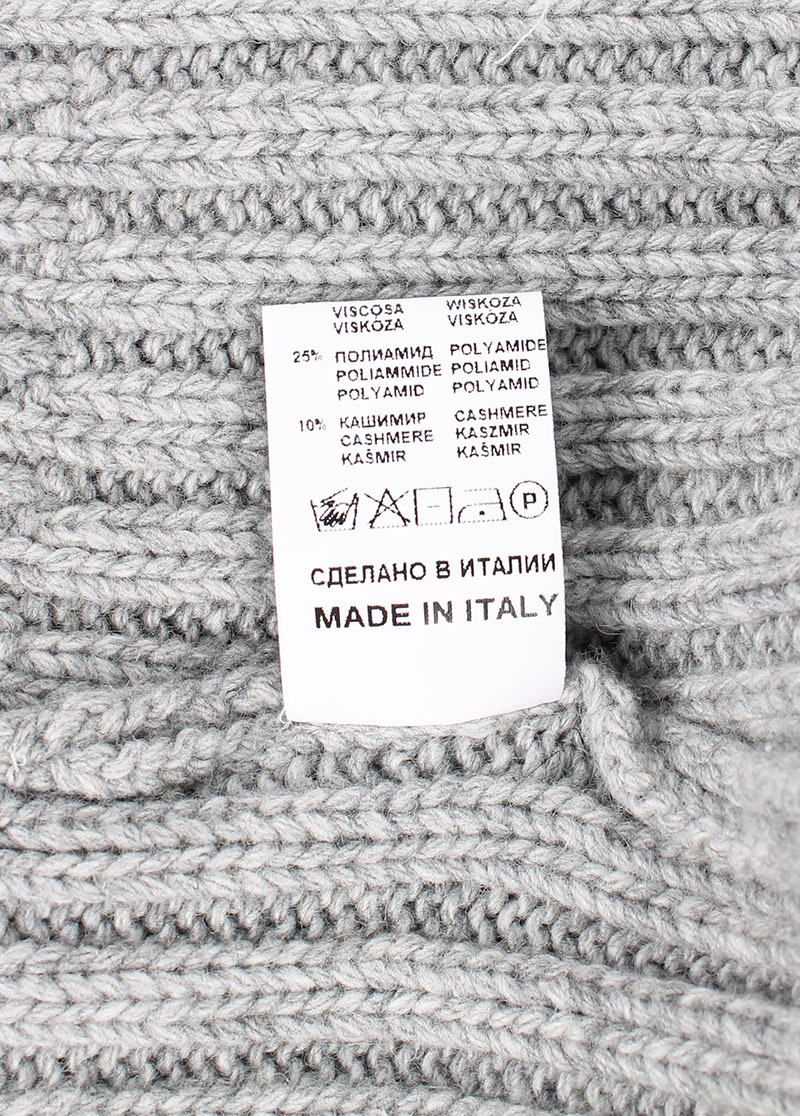 VISCOSA WISKOZA
VISKÓZA VISKÓZA
25% ПОЛИАМИД POLYAMIDE
POLIAMMIDE POLIAMID
POLYAMID POLYAMID
10% КАШИМИР CASHMERE
CASHMERE KASZMIR
KAŠMIR KAŠMIR
P
СДЕЛАНО В ИТАЛИИ
MADE IN ITALY